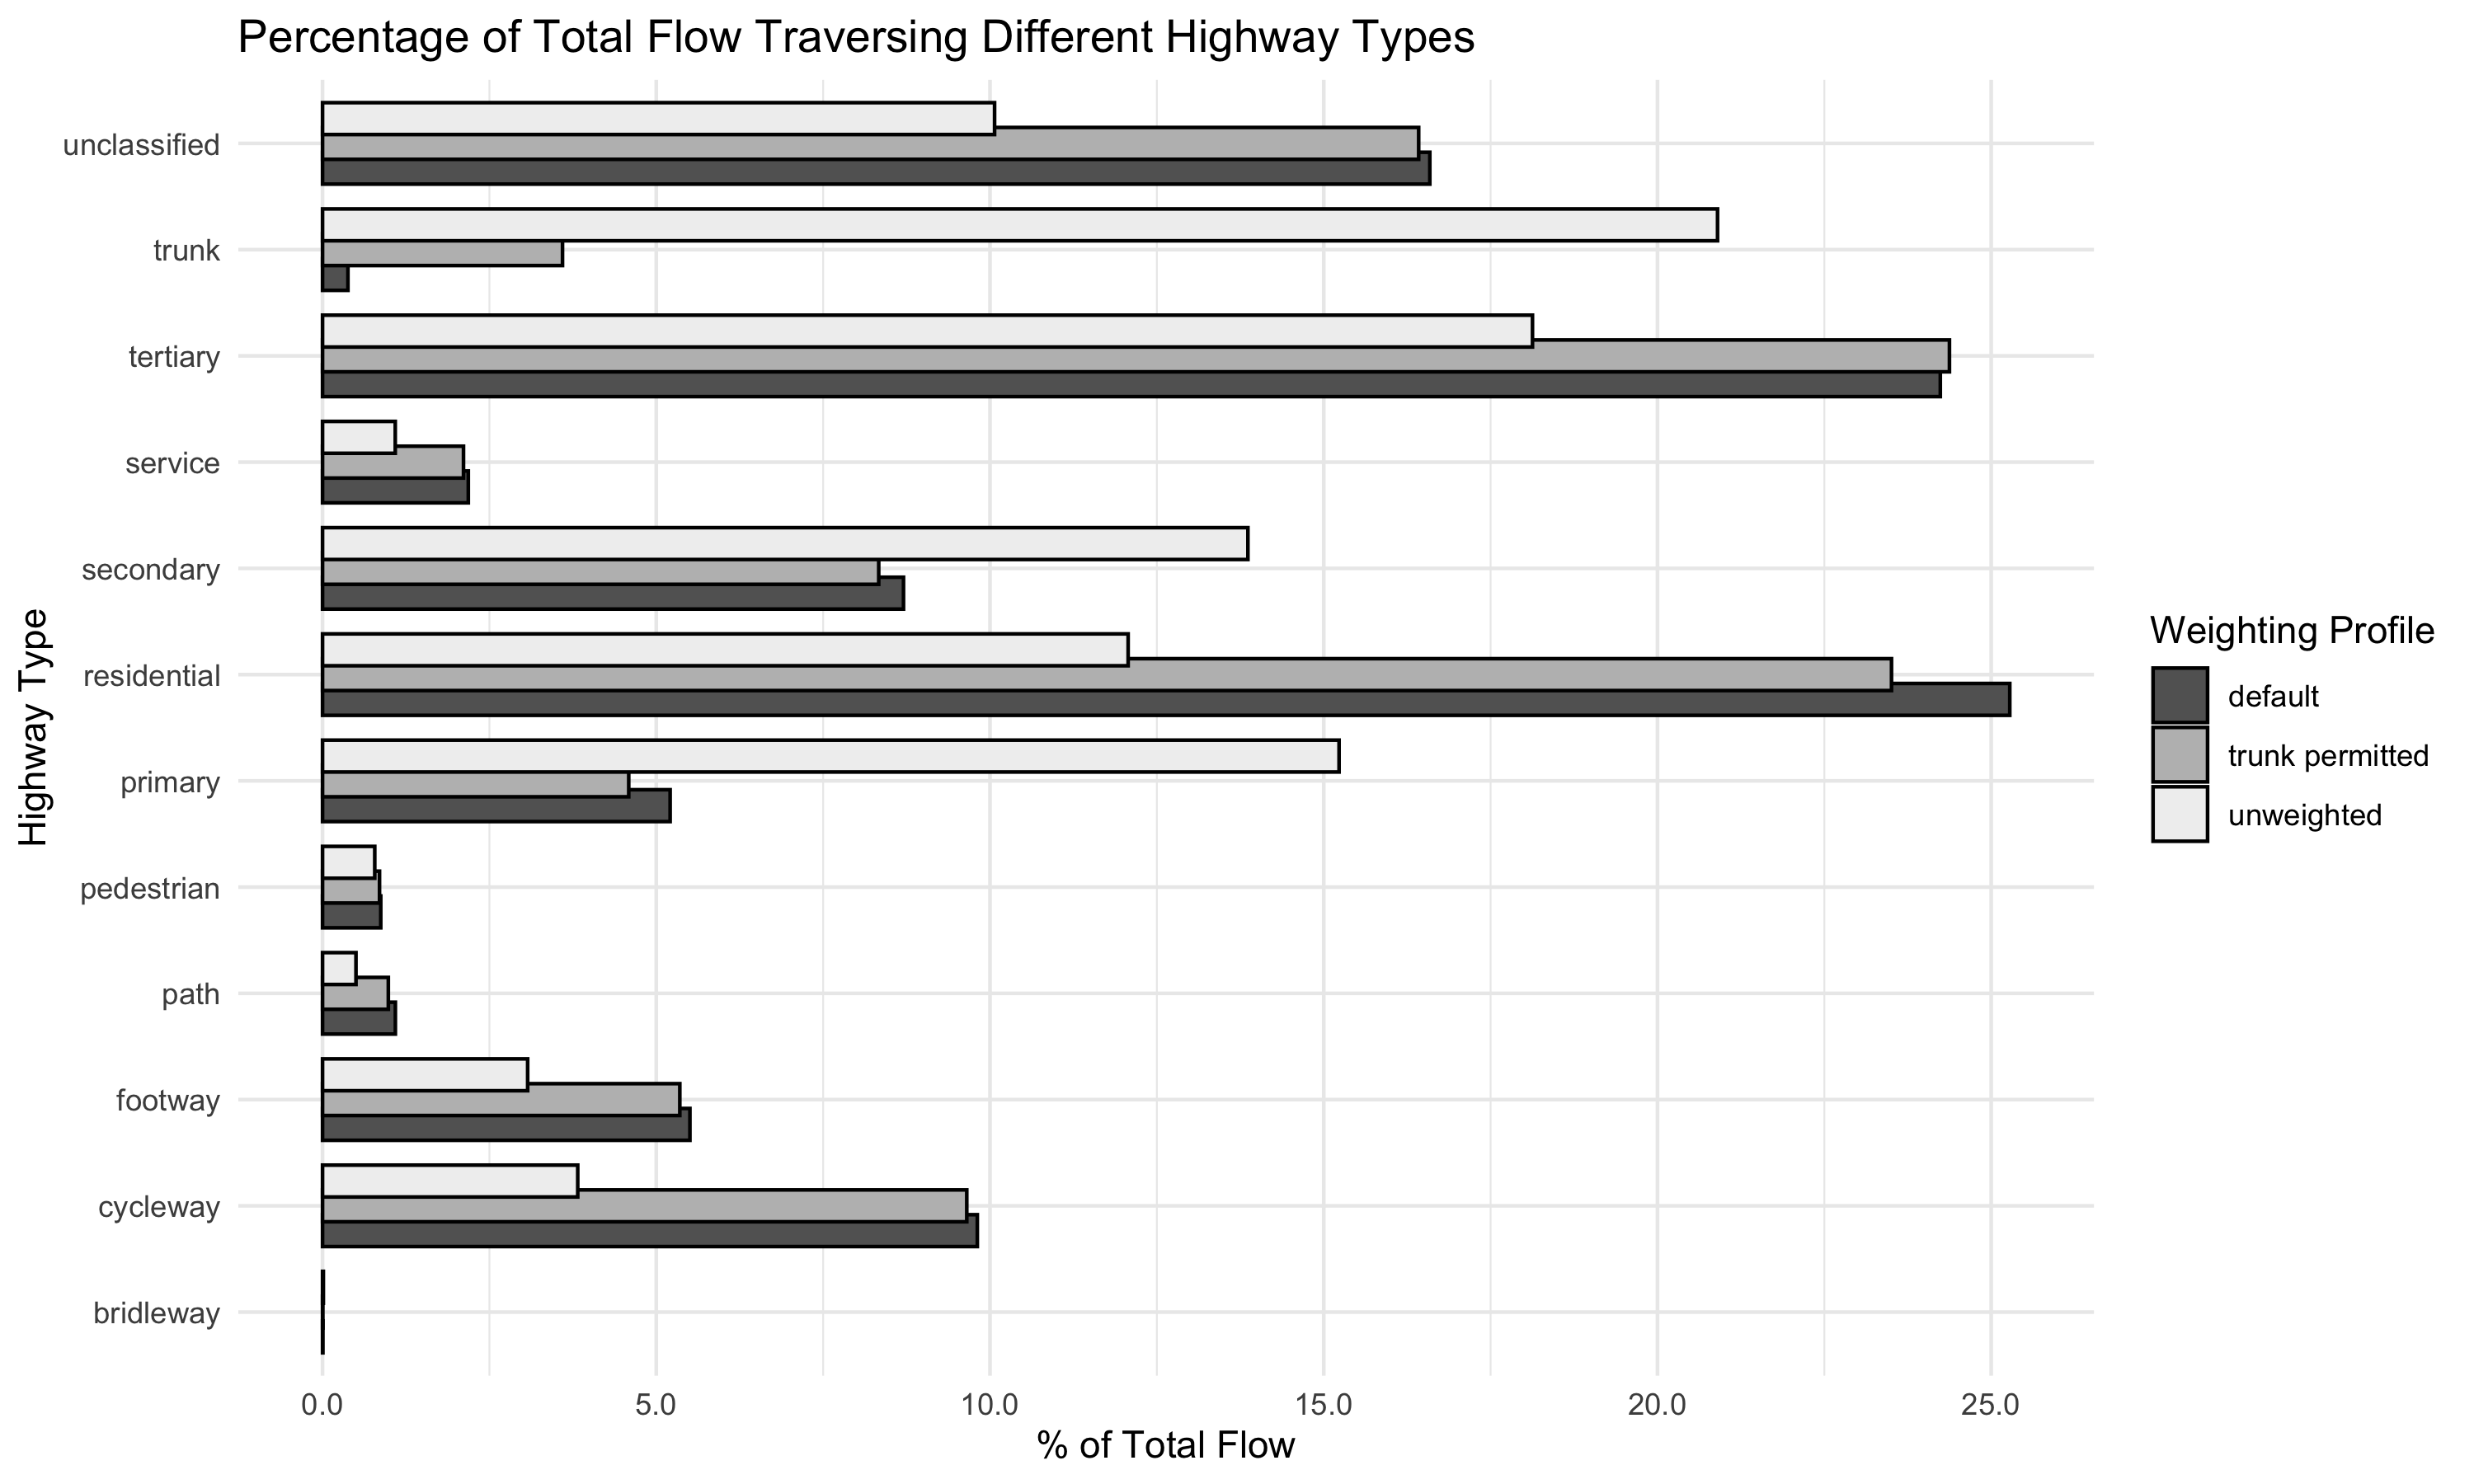 Percentage of Total Flow Traversing Different Highway Types
Highway Type
unclassified
trunk
tertiary
service
secondary
residential
primary
pedestrian
path
footway
cycleway
bridleway
0.0 5.0 10.0 15.0 20.0 25.0
% of Total Flow
Weighting Profile
default
trunk permitted
unweighted